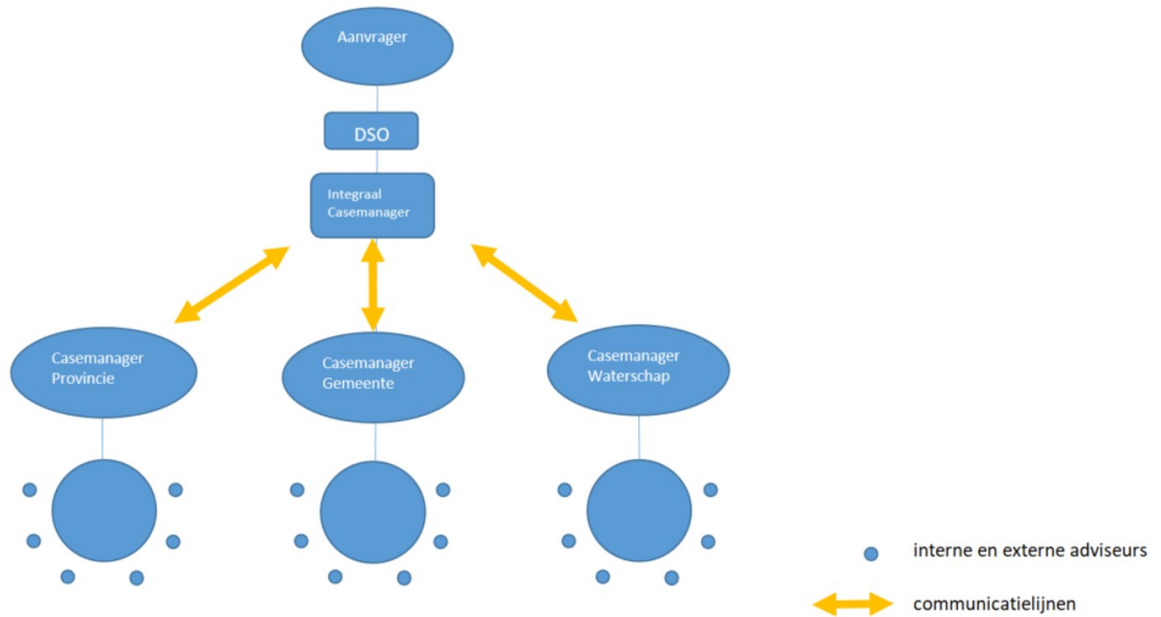 Aanvrager
DSO
Integraal
Casemanager
Casemanager
Provincie
Casemanager
Gemeente
Casemanager
Waterschap
interne en externe adviseurs
communicatielijnen